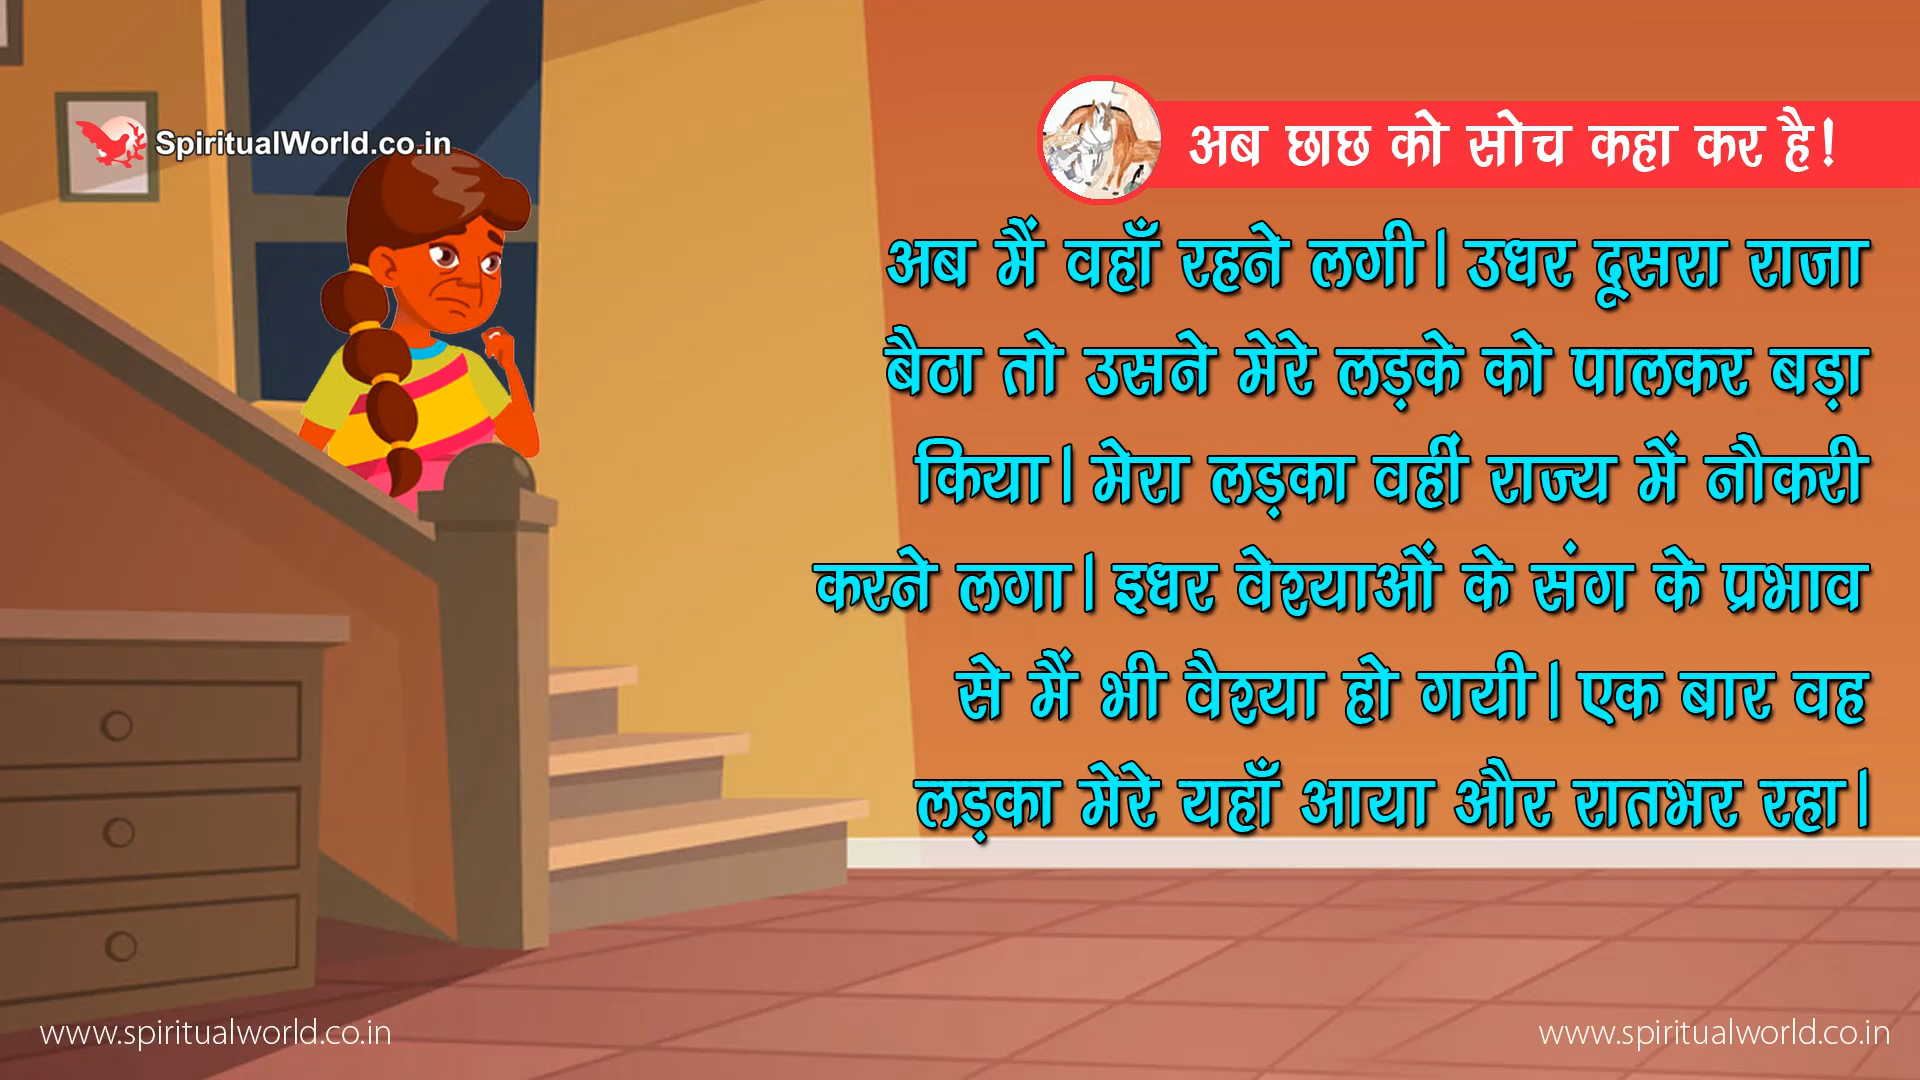 SpiritualWorld.co.in
अब छाछ को सोच कहा कर है!
अब मैं वहाँ रहने लगी। उधर दूसरा राजा
बैठा तो उसने मेरे लड़के को पालकर बड़ा
किया। मेरा लड़का वहीं राज्य में नौकरी
करने लगा। इधर वेश्याओं के संग के प्रभाव
से मैं भी वैश्या हो गयी। एक बार वह
लड़का मेरे यहाँ आया और रातभर रहा।
www.spiritualworld.co.in
www.spiritualworld.co.in